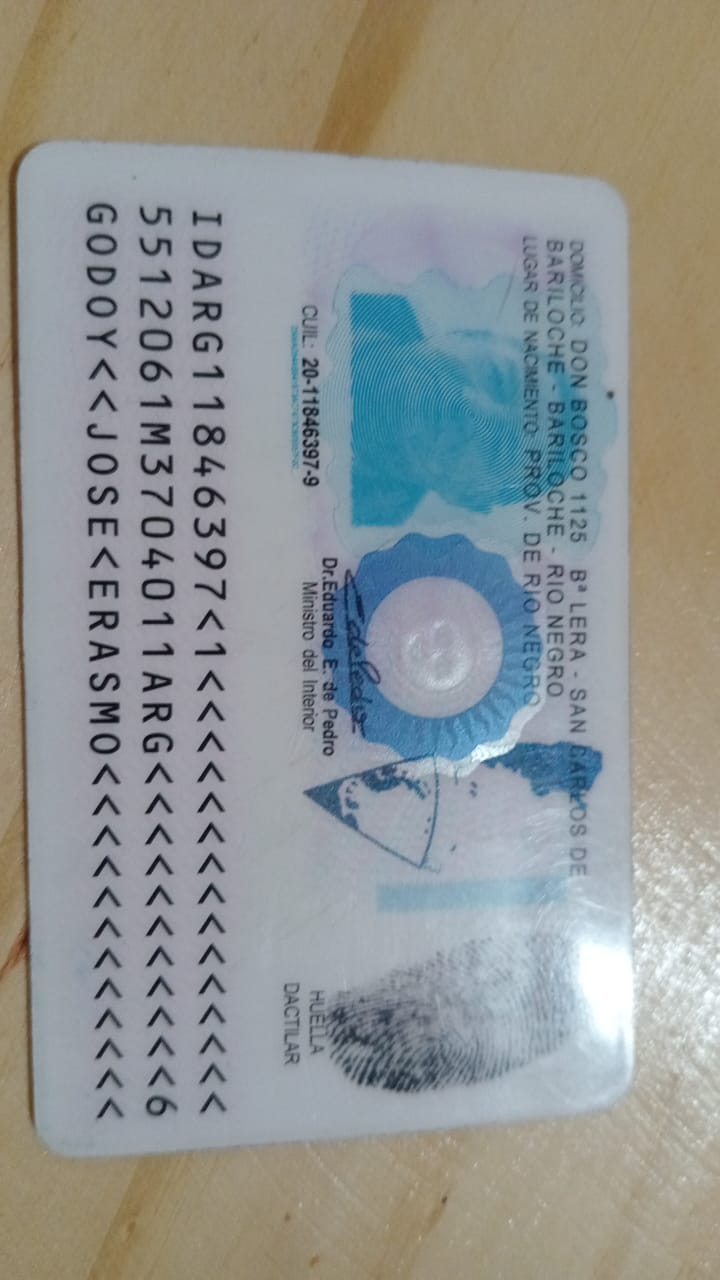 DOMICILIO: DON BOSCO 1125 Bª LERA - SAN CARLOS DE
BARILOCHE - BARILOCHE - RIO NEGRO
LUGAR DE NACIMIENTO: PROV. DE RIO NEGRO
CUIL: 20-11846397-9
Dr. Eduardo E. de Pedro
Ministro del Interior
HUELLA
DACTILAR
IDARG11846397<1<<<<<<<<<<<<<<<
5512061M3704011ARG<<<<<<<<<<<6
GODOY<<JOSE<ERASMO<<<<<<<<<<<<